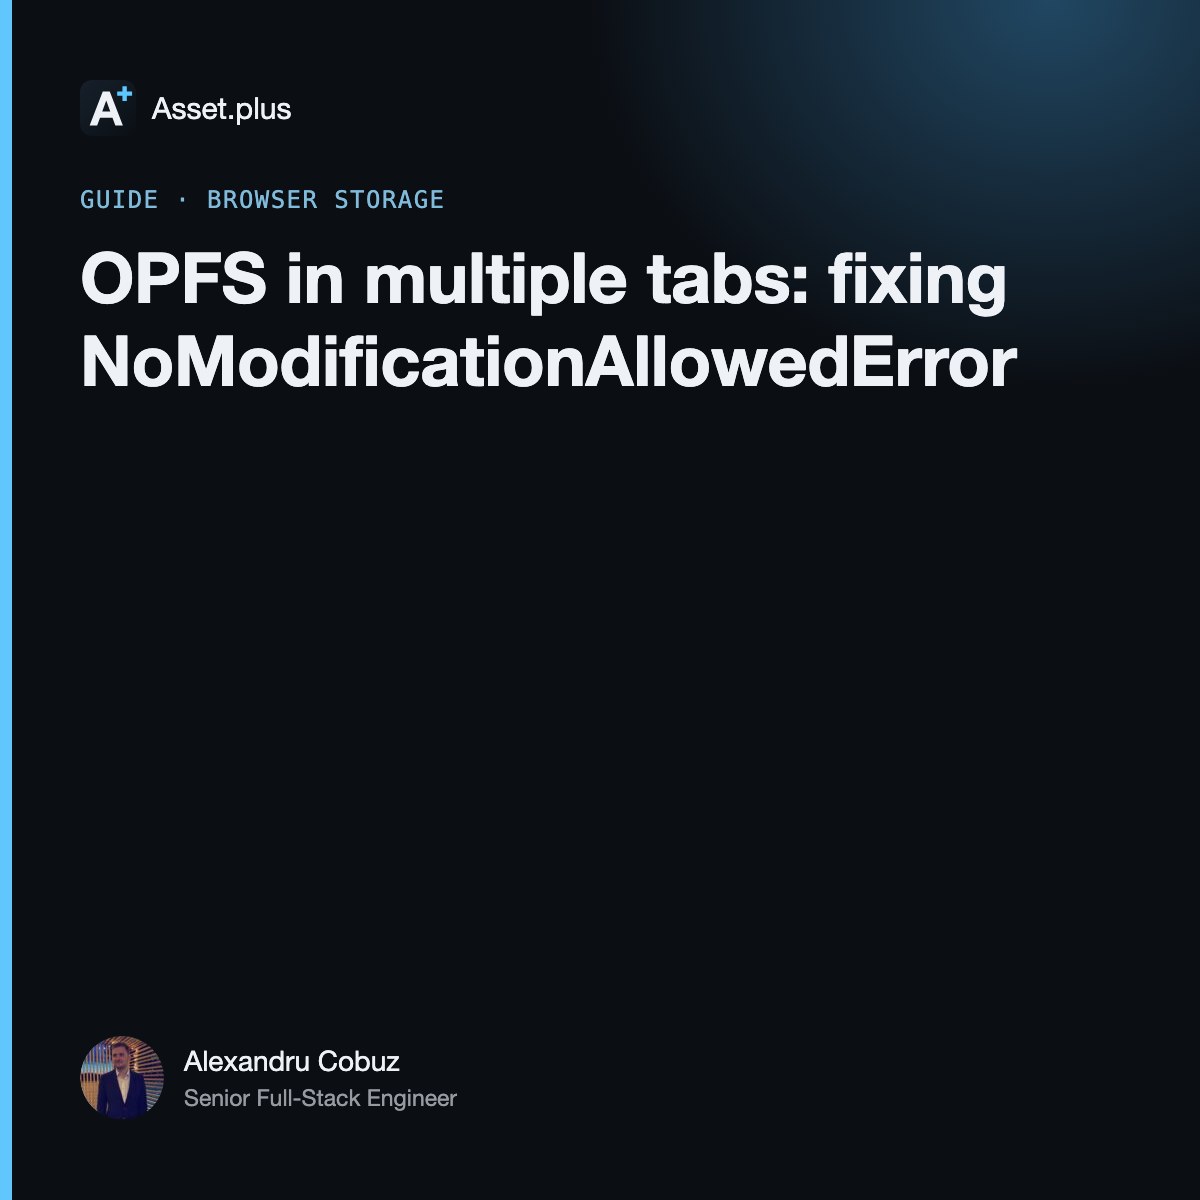 A+ Asset.plus
GUIDE · BROWSER STORAGE
OPFS in multiple tabs: fixing
NoModificationAllowedError
Alexandru Cobuz
Senior Full-Stack Engineer